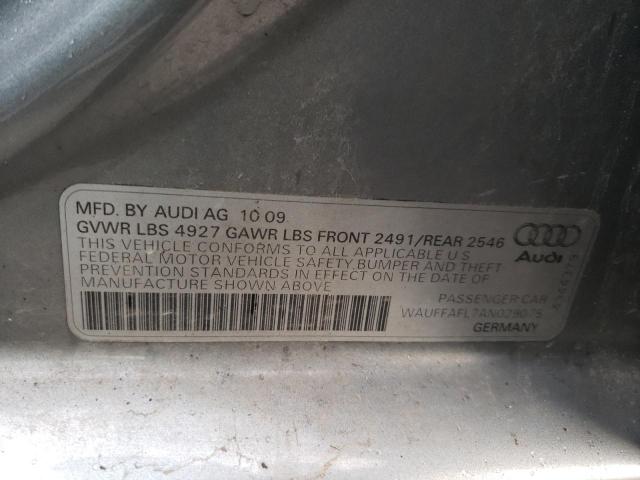 MFD. BY AUDI AG 10 09
GVWR LBS 4927 GAWR LBS FRONT 2491/REAR 2546
THIS VEHICLE CONFORMS TO ALL APPLICABLE U S
FEDERAL MOTOR VEHICLE SAFETY, BUMPER AND THEFT
PREVENTION STANDARDS IN EFFECT ON THE DATE OF
MANUFACTURE SHOWN ABOVE
Audi
PASSENGER CAR
WAUFFAFL7AN029075
GERMANY